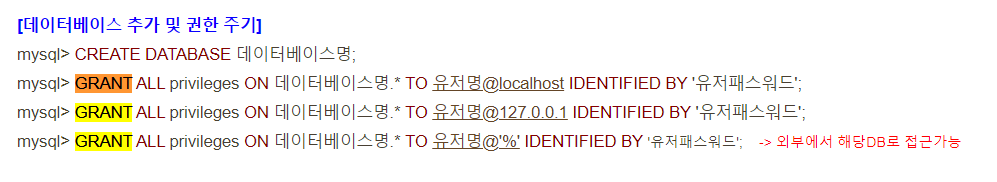 [데이터베이스 추가 및 권한 주기]
mysql> CREATE DATABASE 데이터베이스명;
mysql> GRANT ALL privileges ON 데이터베이스명.* TO 유저명@localhost IDENTIFIED BY '유저패스워드';
mysql> GRANT ALL privileges ON 데이터베이스명.* TO 유저명@127.0.0.1 IDENTIFIED BY '유저패스워드';
mysql> GRANT ALL privileges ON 데이터베이스명.* TO 유저명@'%' IDENTIFIED BY '유저패스워드'; -> 외부에서 해당DB로 접근가능